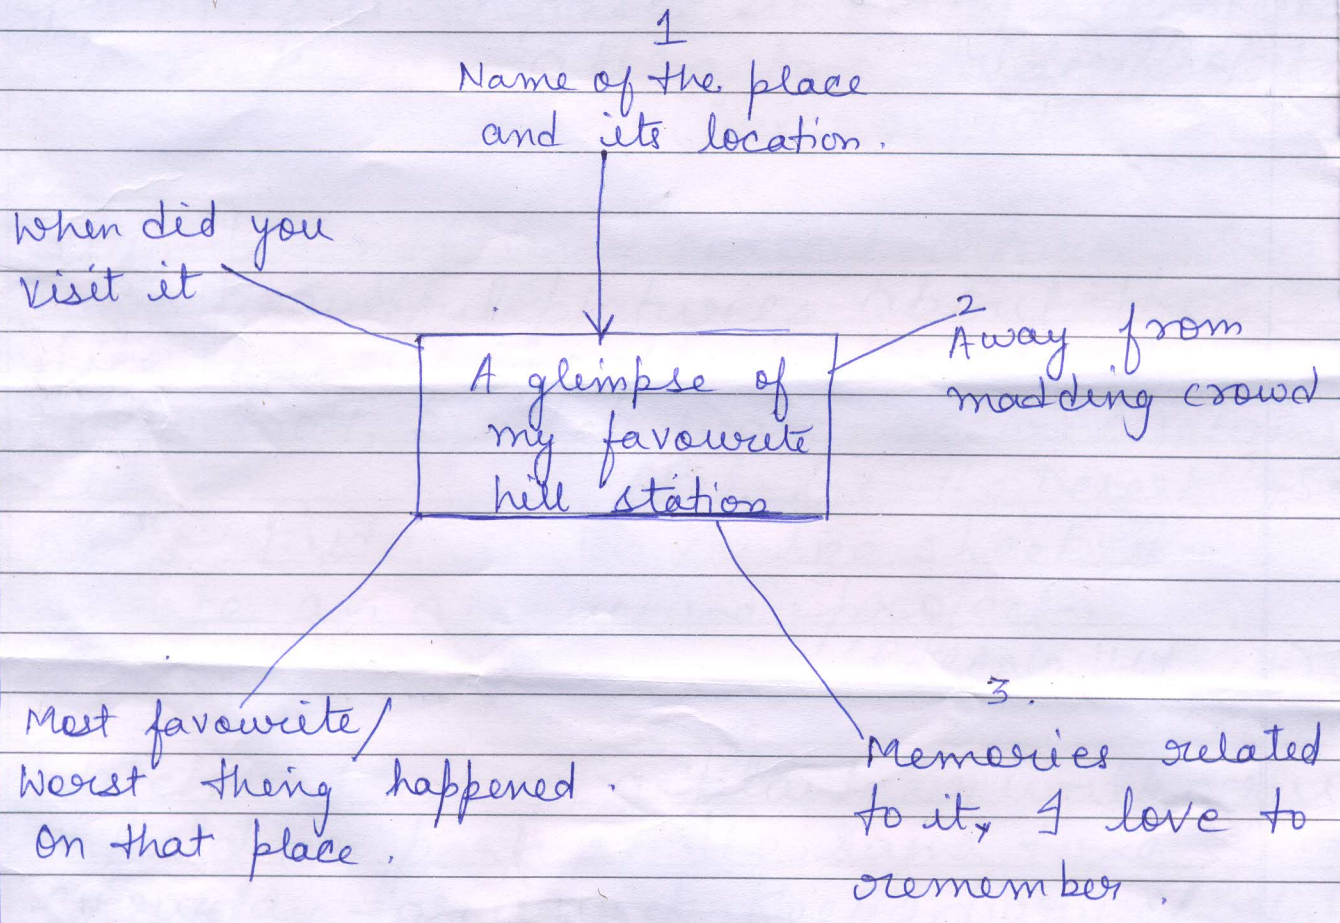 1
Name of the place
and its location.
When did you
visit it
2
Away from
madding crowd
A glimpse of
my favourite
hill station
Most favourite/
Worst thing happened.
on that place.
3.
Memories related
to it, I love to
remember.